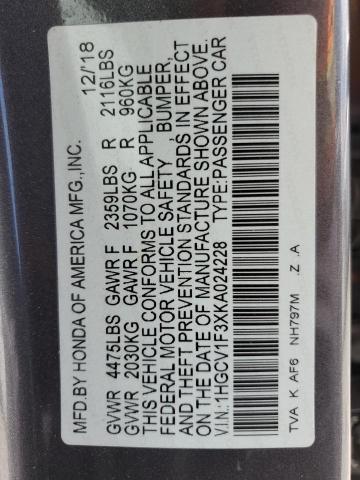 MFD.BY HONDA OF AMERICA MFG.,INC. 12/'18
GVWR 4475LBS GAWR F 2359LBS R 2116LBS
GVWR 2030KG GAWR F 1070KG R 960KG
THIS VEHICLE CONFORMS TO ALL APPLICABLE
FEDERAL MOTOR VEHICLE SAFETY , BUMPER,
AND THEFT PREVENTION STANDARDS IN EFFECT
ON THE DATE OF MANUFACTURE SHOWN ABOVE.
V.I.N.:1HGCV1F3XKA024228 TYPE:PASSENGER CAR
TVA K AF6 NH797M .Z .A